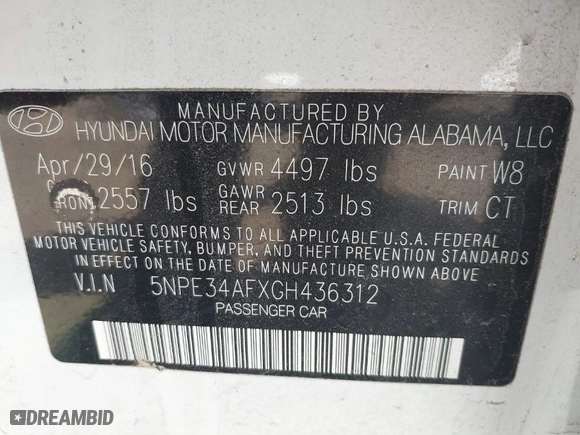 MANUFACTURED BY
HYUNDAI MOTOR MANUFACTURING ALABAMA, LLC
Apr/29/16 GVWR 4497 lbs PAINT W8
2557 lbs GAWR REAR 2513 lbs TRIM CT
THIS VEHICLE CONFORMS TO ALL APPLICABLE U.S.A. FEDERAL
MOTOR VEHICLE SAFETY, BUMPER, AND THEFT PREVENTION STANDARDS
IN EFFECT ON THE DATE OF MANUFACTURE SHOWN ABOVE.
V.I.N 5NPE34AFXGH436312
PASSENGER CAR
DREAMBID